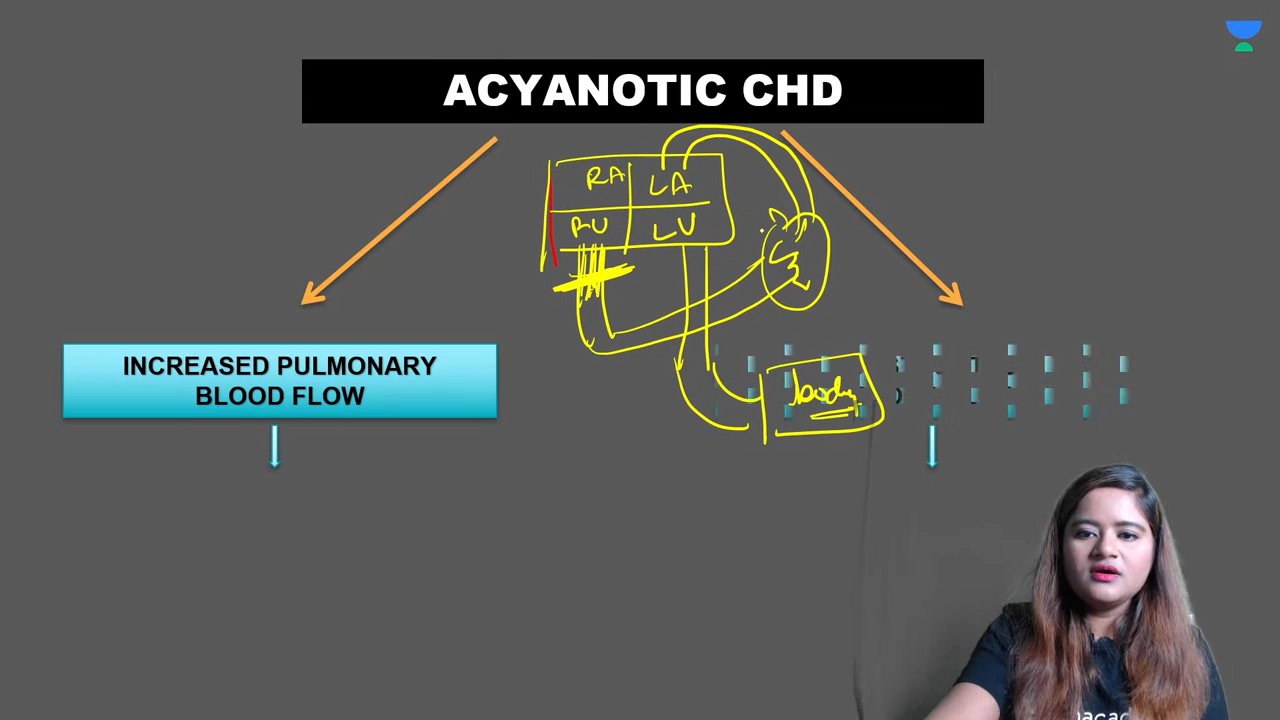 ACYANOTIC CHD
RA LA
RV LV
INCREASED PULMONARY
BLOOD FLOW
body